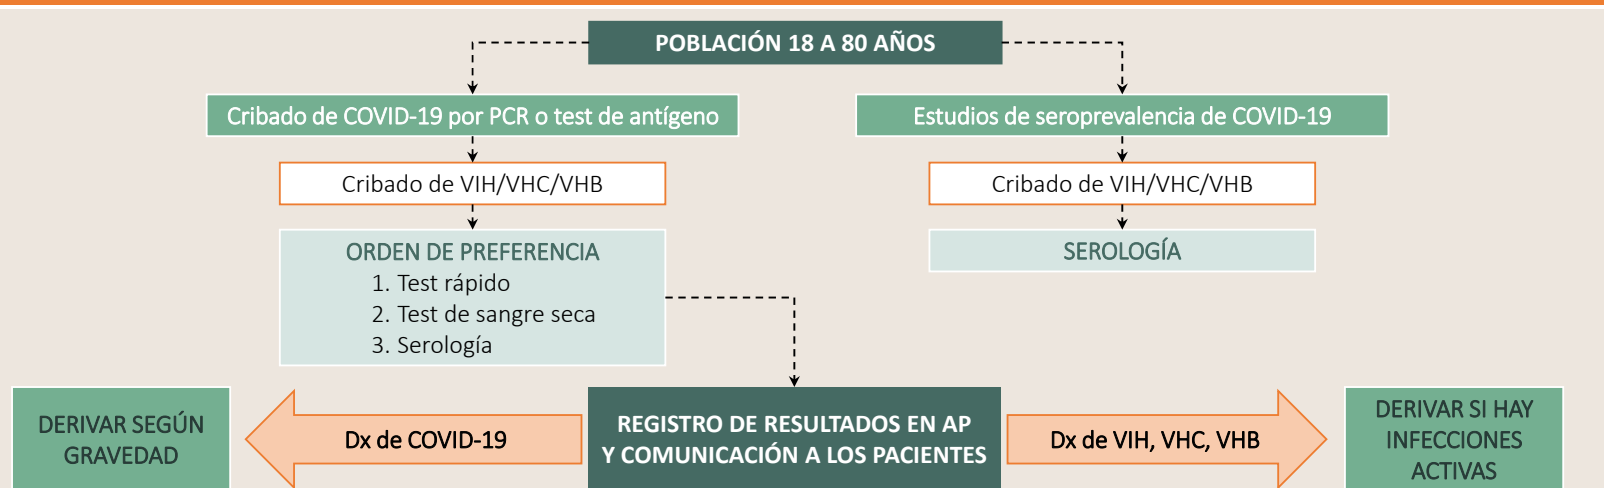 POBLACIÓN 18 A 80 AÑOS
Cribado de COVID-19 por PCR o test de antígeno
Estudios de seroprevalencia de COVID-19
Cribado de VIH/VHC/VHB
Cribado de VIH/VHC/VHB
ORDEN DE PREFERENCIA
1. Test rápido
2. Test de sangre seca
3. Serología
SEROLOGÍA
DERIVAR SEGÚN
GRAVEDAD
Dx de COVID-19
REGISTRO DE RESULTADOS EN AP
Y COMUNICACIÓN A LOS PACIENTES
Dx de VIH, VHC, VHB
DERIVAR SI HAY
INFECCIONES
ACTIVAS